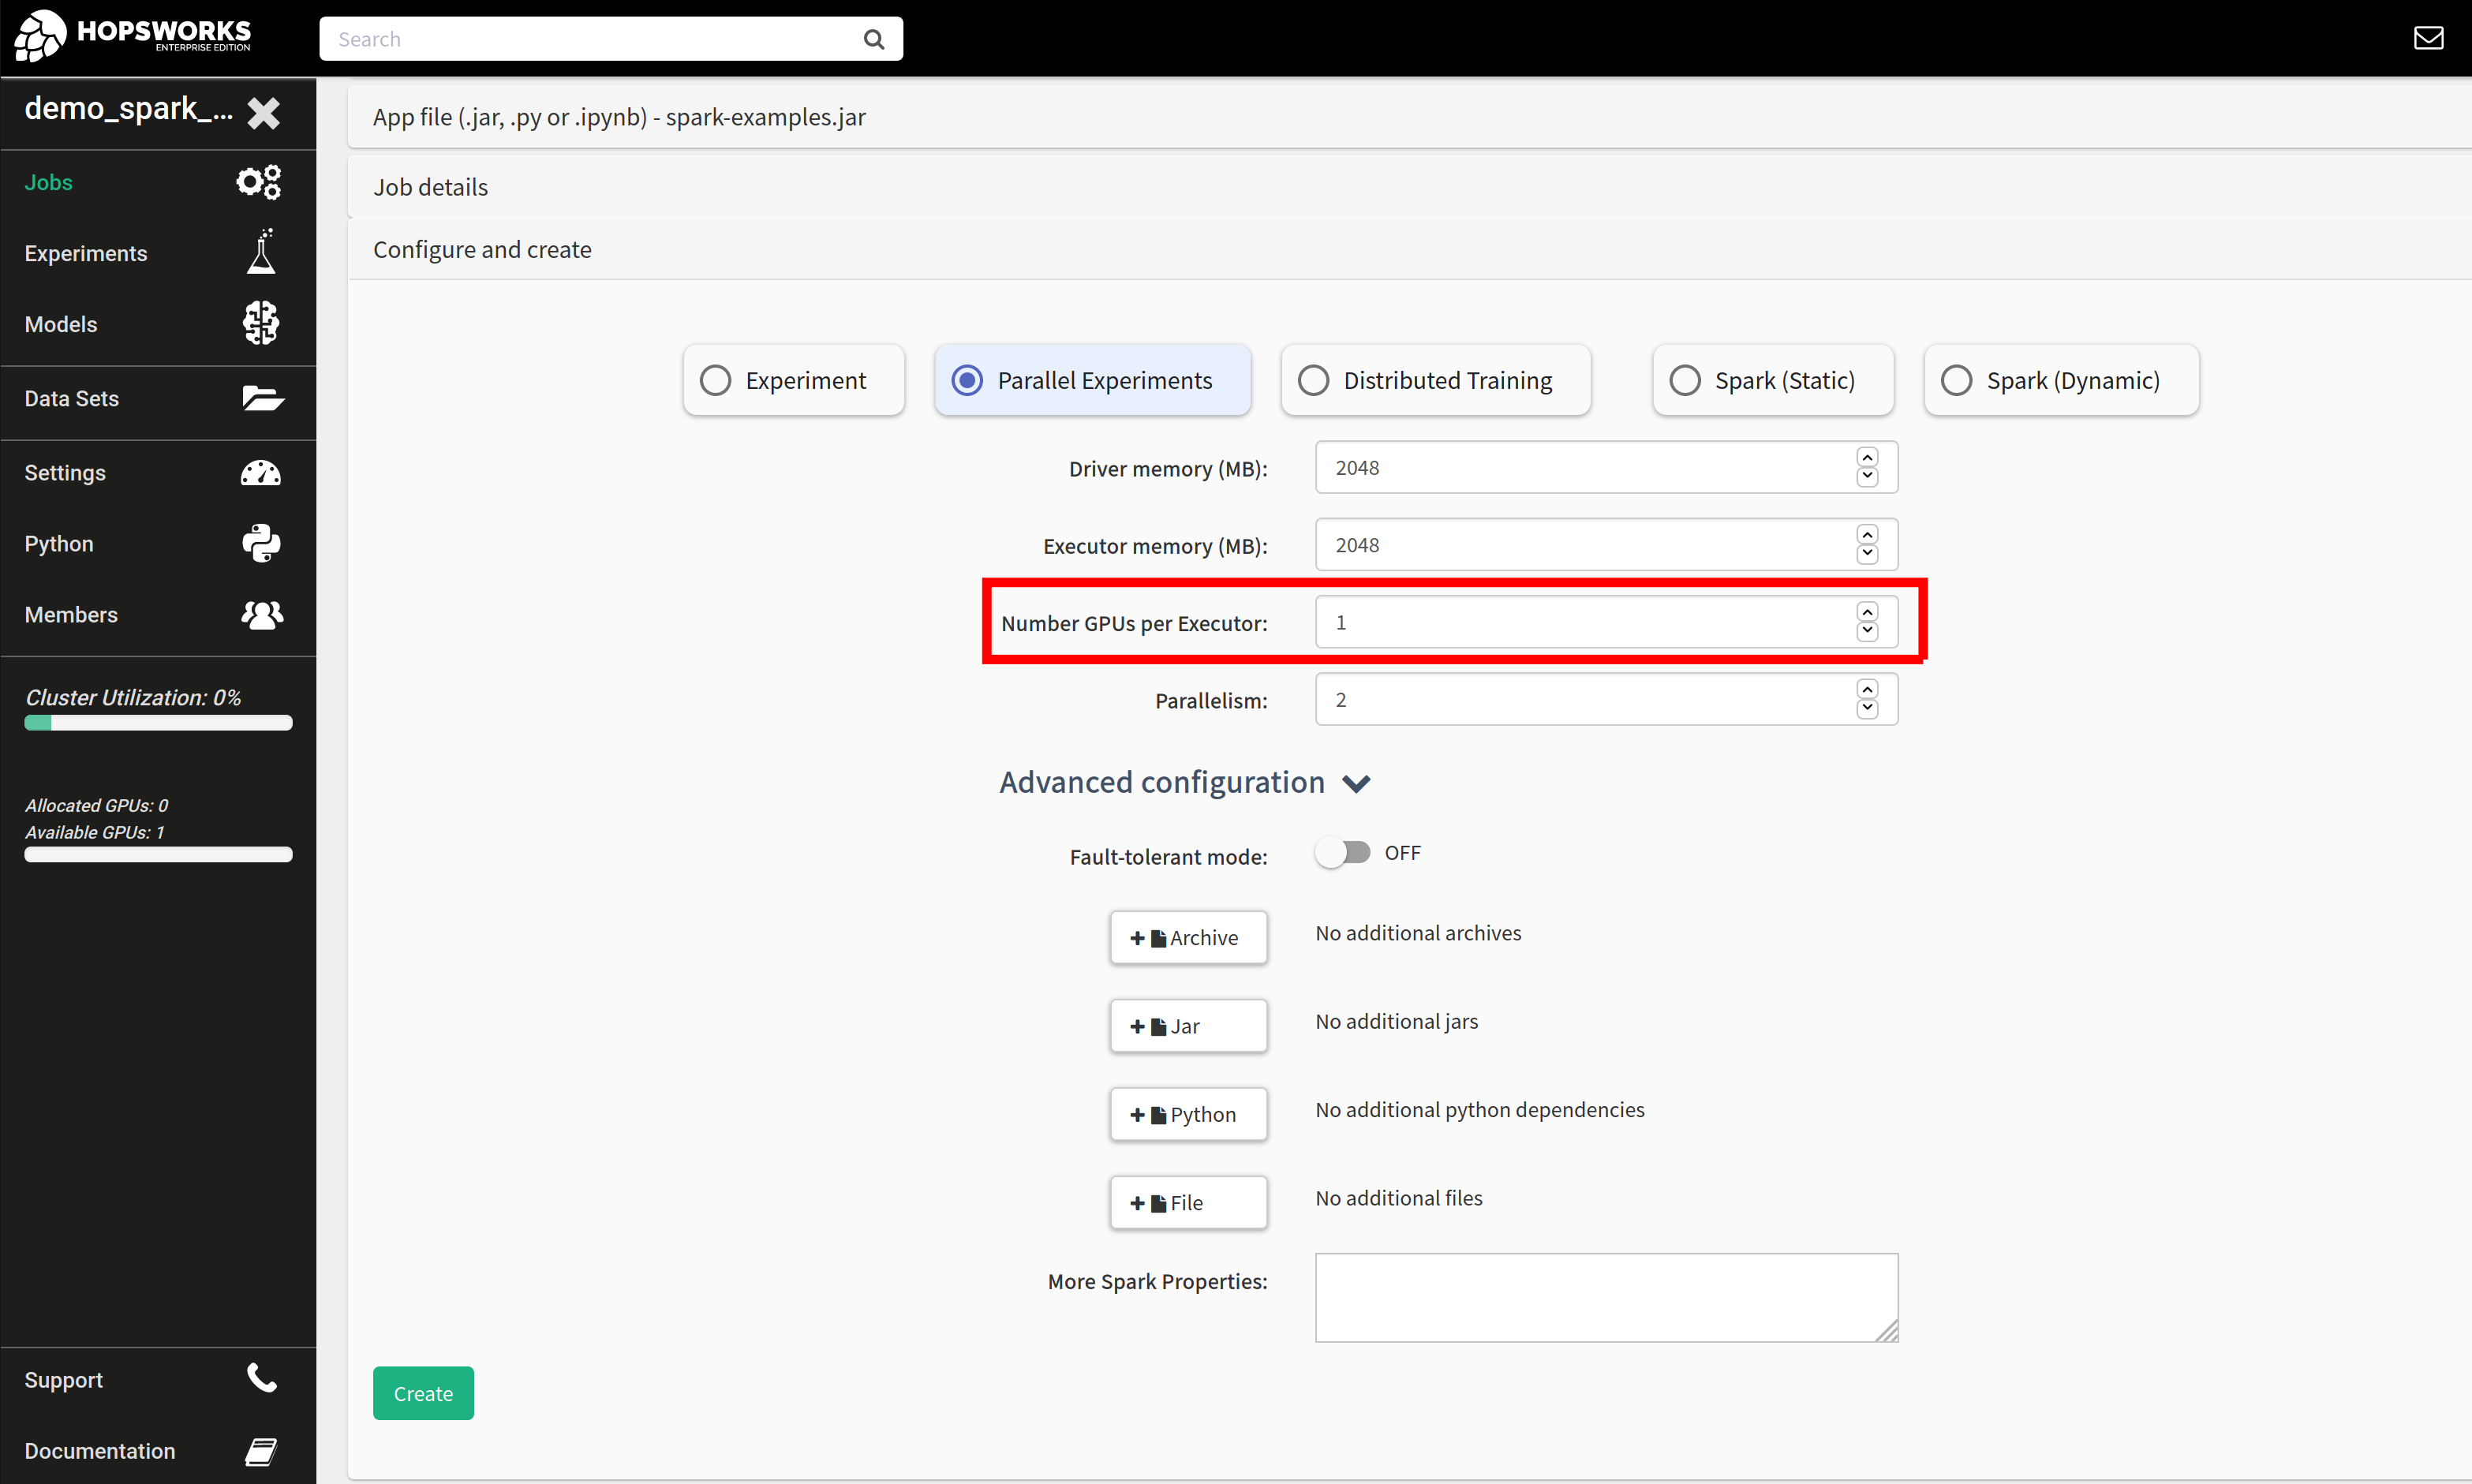 HOPSWORKS
ENTERPRISE EDITION
Search
demo_spark_...
Jobs
Experiments
Models
Data Sets
Settings
Python
Members
Cluster Utilization: 0%
Allocated GPUs: 0
Available GPUs: 1
Support
Documentation
App file (.jar, .py or .ipynb) - spark-examples.jar
Job details
Configure and create
Experiment
Parallel Experiments
Distributed Training
Spark (Static)
Spark (Dynamic)
Driver memory (MB): 2048
Executor memory (MB): 2048
Number GPUs per Executor: 1
Parallelism: 2
Advanced configuration
Fault-tolerant mode: OFF
Archive No additional archives
Jar No additional jars
Python No additional python dependencies
File No additional files
More Spark Properties:
Create